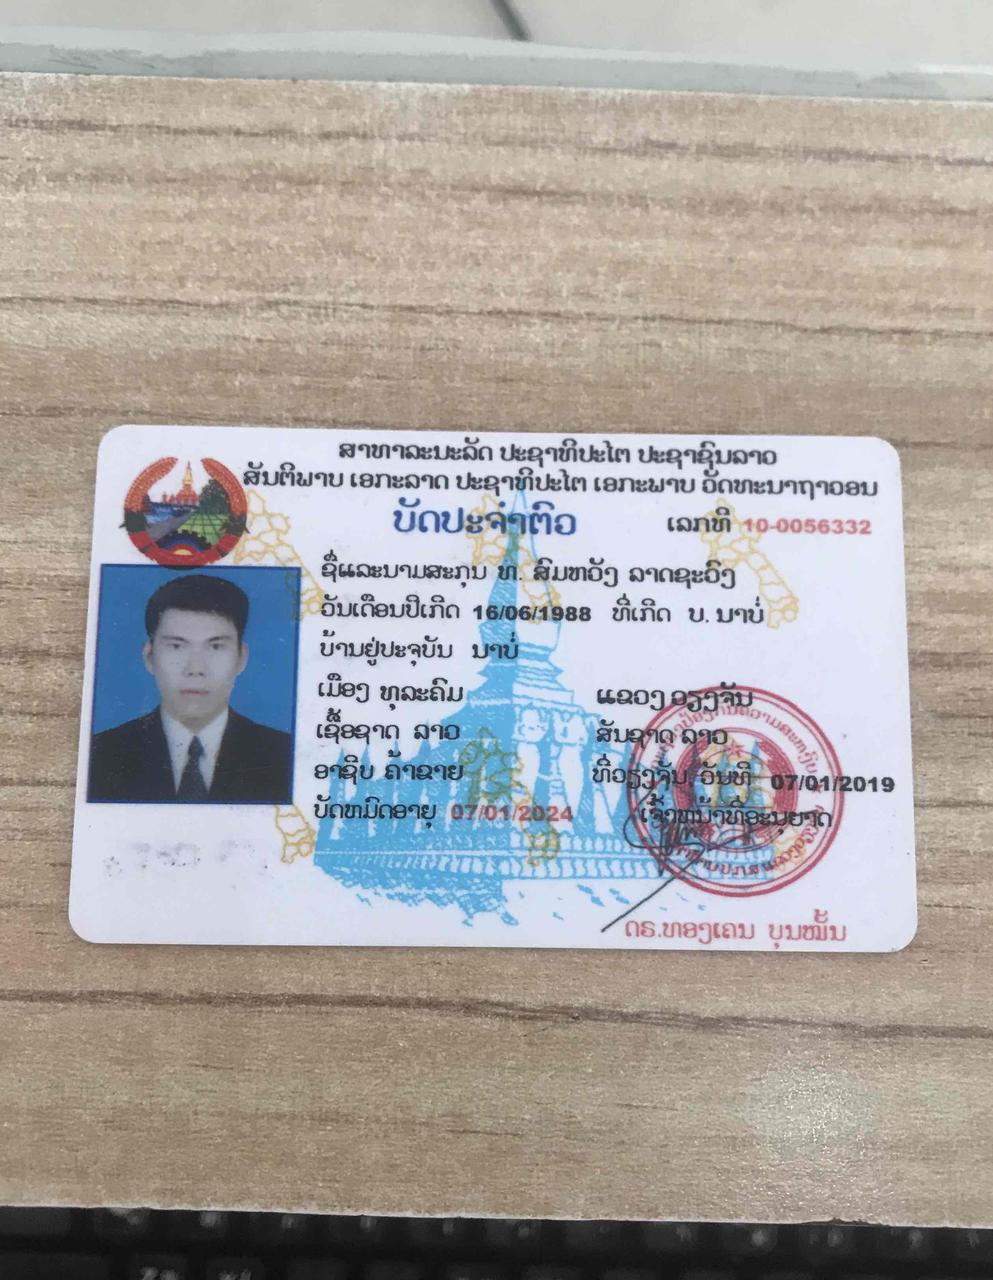 ສາທາລະນະລັດ ປະຊາທິປະໄຕ ປະຊາຊົນລາວ
ສັນຕິພາບ ເອກະລາດ ປະຊາທິປະໄຕ ເອກະພາບ ວັດທະນາຖາວອນ
ບັດປະຈຳຕົວ ເລກທີ 10-0056332
ຊື່ແລະນາມສະກຸນ ທ. ສົມຫວັງ ລາດຊະວົງ
ວັນເດືອນປີເກີດ 16/06/1988 ທີ່ເກີດ ບ. ນາບໍ່
ບ້ານຢູ່ປະຈຸບັນ ນາບໍ່
ເມືອງ ທຸລະຄົມ ແຂວງ ວຽງຈັນ
ເຊື້ອຊາດ ລາວ ສັນຊາດ ລາວ
ອາຊີບ ຄ້າຂາຍ ທີ່ວຽງຈັນ, ວັນທີ 07/01/2019
ບັດຫມົດອາຍຸ 07/01/2024 ເຈົ້າຫນ້າທີ່ອະນຸຍາດ
ດຣ.ທອງເຄນ ບຸນໝັ້ນ